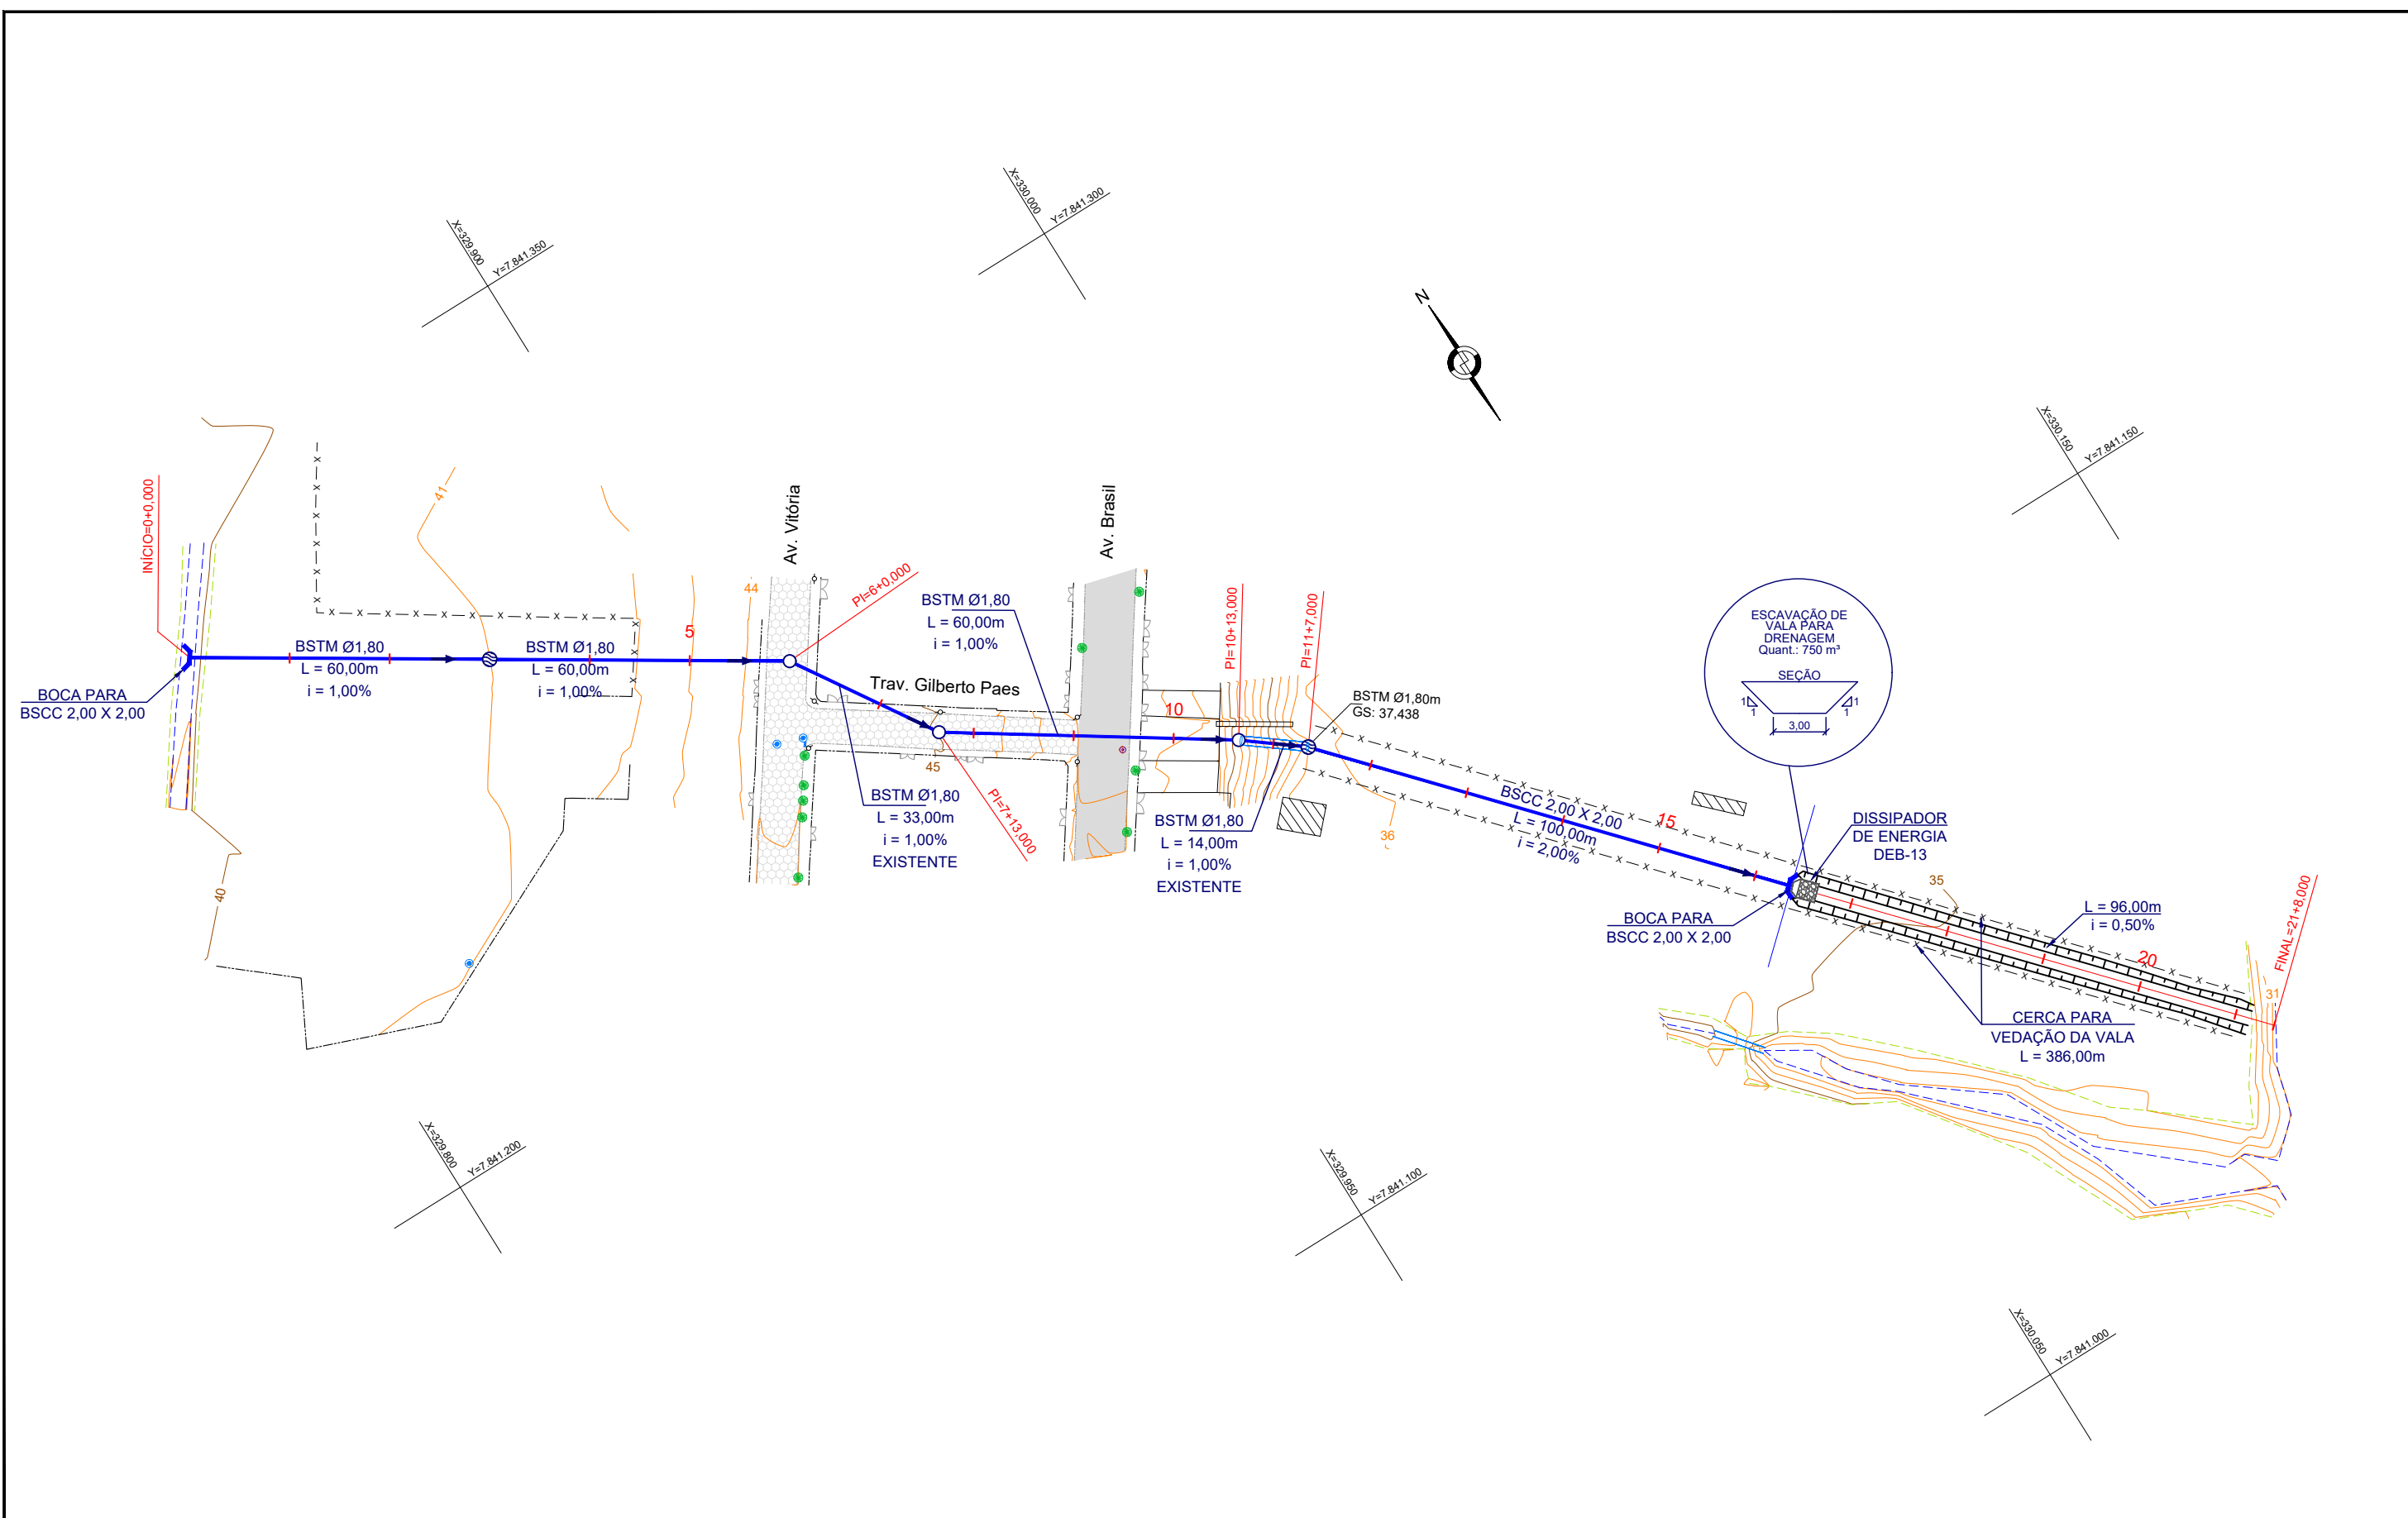 X=330.000
Y=7.841.300
X=329.900
Y=7.841.350
N
X=330.150
Y=7.841.150
INÍCIO=0+0,000
41
Av. Vitória
Av. Brasil
44
PI=6+0,000
BSTM Ø1,80
L = 60,00m
i = 1,00%
PI=10+13,000
PI=11+7,000
ESCAVAÇÃO DE
VALA PARA
DRENAGEM
Quant.: 750 m³
SEÇÃO
1
1
1
1
3,00
5
BSTM Ø1,80
L = 60,00m
i = 1,00%
BSTM Ø1,80
L = 60,00m
i = 1,00%
BOCA PARA
BSCC 2,00 X 2,00
Trav. Gilberto Paes
10
BSTM Ø1,80m
GS: 37,438
45
PI=7+13,000
BSTM Ø1,80
L = 33,00m
i = 1,00%
EXISTENTE
BSTM Ø1,80
L = 14,00m
i = 1,00%
EXISTENTE
36
BSCC 2,00 X 2,00
L = 100,00m
i = 2,00%
15
DISSIPADOR
DE ENERGIA
DEB-13
40
35
BOCA PARA
BSCC 2,00 X 2,00
L = 96,00m
i = 0,50%
FINAL=21+8,000
20
31
CERCA PARA
VEDAÇÃO DA VALA
L = 386,00m
X=329.800
Y=7.841.200
X=329.950
Y=7.841.100
X=330.050
Y=7.841.000